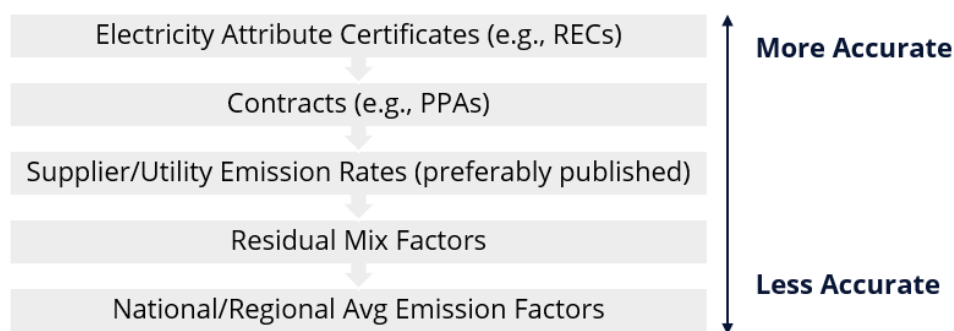 Electricity Attribute Certificates (e.g., RECs)
More Accurate
Contracts (e.g., PPAs)
Supplier/Utility Emission Rates (preferably published)
Residual Mix Factors
Less Accurate
National/Regional Avg Emission Factors